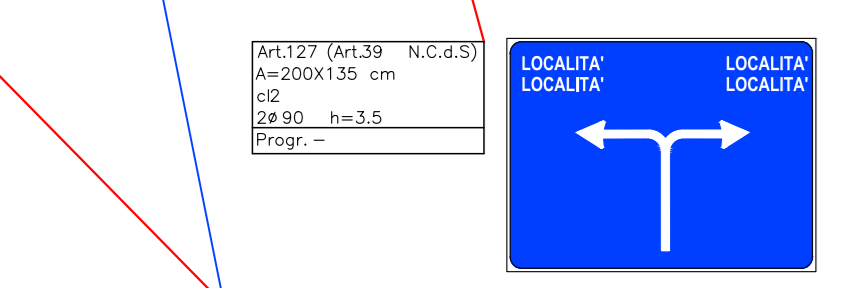 Art.127 (Art.39 N.C.d.S)
A=200X135 cm
cl2
2ø90 h=3.5
Progr. –
LOCALITA' LOCALITA'
LOCALITA' LOCALITA'